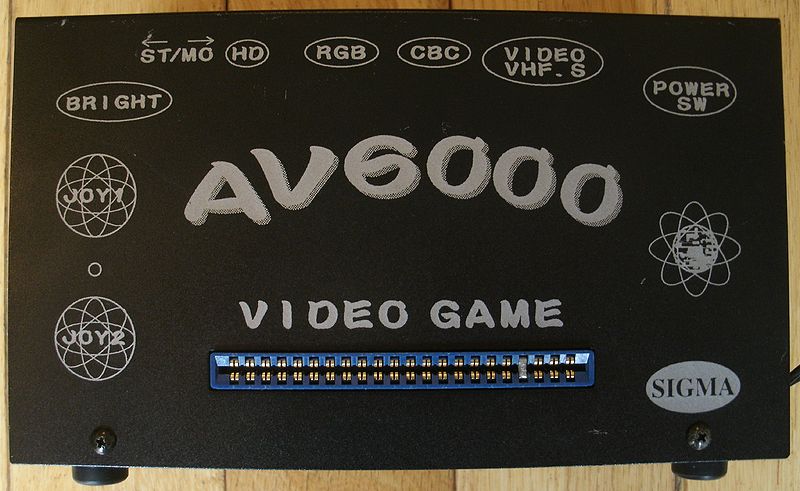 ST/MO HD RGB CBC VIDEO
VHF.S
POWER
SW
BRIGHT
AV6000
JOY1
JOY2
VIDEO GAME
SIGMA